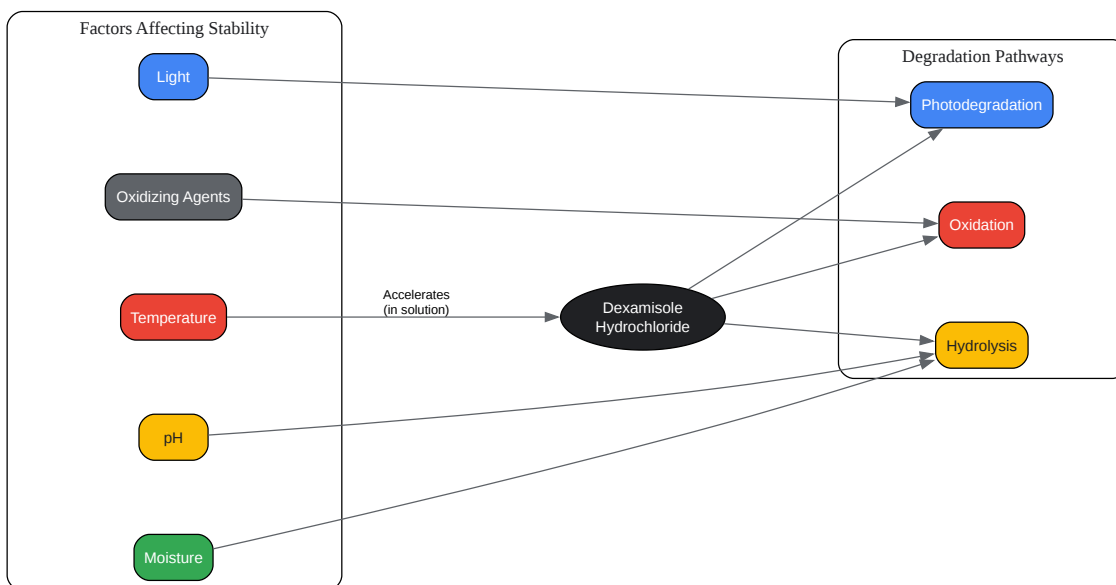 Factors Affecting Stability
Light
Oxidizing Agents
Temperature
pH
Moisture
Accelerates
(in solution)
Dexamisole
Hydrochloride
Degradation Pathways
Photodegradation
Oxidation
Hydrolysis